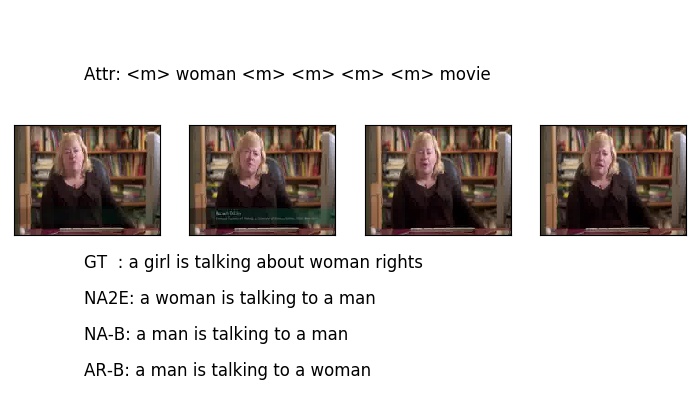 Attr: <m> woman <m> <m> <m> <m> movie
GT  : a girl is talking about woman rights
NA2E: a woman is talking to a man
NA-B: a man is talking to a man
AR-B: a man is talking to a woman